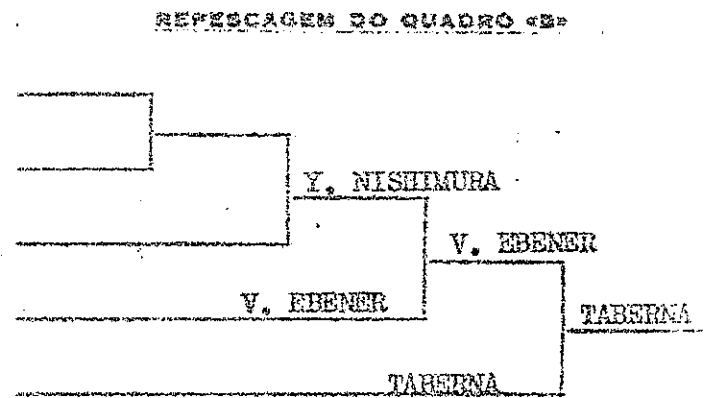 REPESCAGEM DO QUADRO «B»
Y. NISHIMURA
V. EBENER
V. EBENER
TABERNA
TABERNA